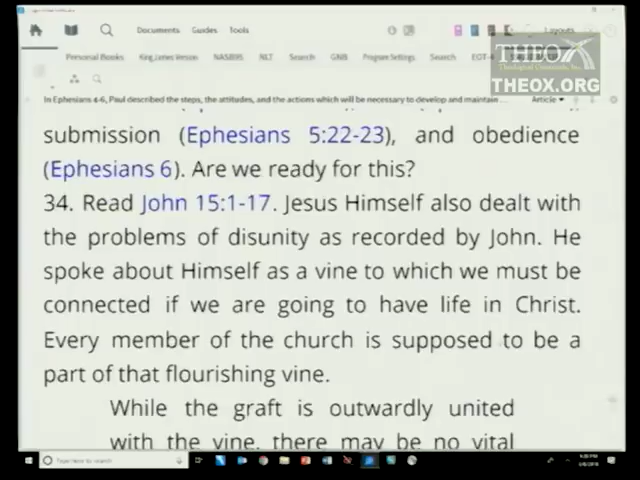 Documents Guides Tools
Layouts
THEOX
THEOX.ORG
Personal Books King James Version NASB95 NLT Search GNB Program Settings Search
In Ephesians 4-6, Paul described the steps, the attitudes, and the actions which will be necessary to develop and maintain ... Article
submission (Ephesians 5:22-23), and obedience
(Ephesians 6). Are we ready for this?
34. Read John 15:1-17. Jesus Himself also dealt with
the problems of disunity as recorded by John. He
spoke about Himself as a vine to which we must be
connected if we are going to have life in Christ.
Every member of the church is supposed to be a
part of that flourishing vine.
While the graft is outwardly united
with the vine, there may be no vital
Type here to search